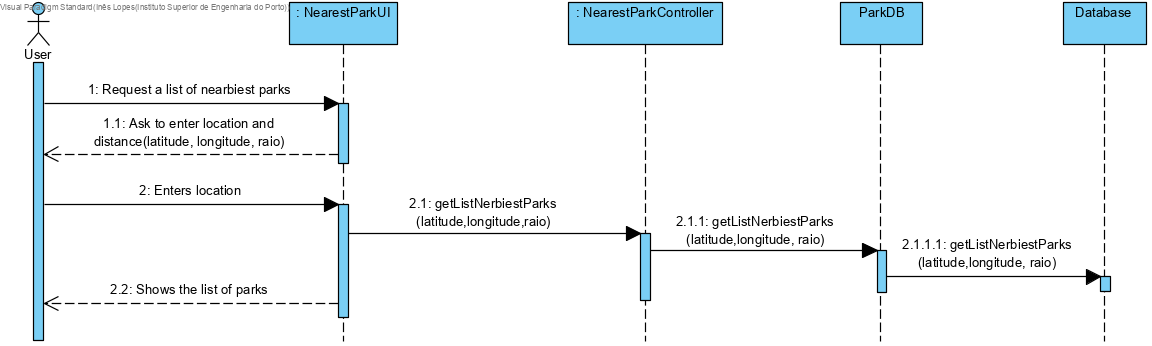 Visual Paradigm Standard(Inês Lopes(Instituto Superior de Engenharia do Porto))
: NearestParkUI
: NearestParkController
ParkDB
Database
User
1: Request a list of nearbiest parks
1.1: Ask to enter location and
distance(latitude, longitude, raio)
2: Enters location
2.1: getListNerbiestParks
(latitude,longitude,raio)
2.1.1: getListNerbiestParks
(latitude,longitude, raio)
2.1.1.1: getListNerbiestParks
(latitude,longitude, raio)
2.2: Shows the list of parks